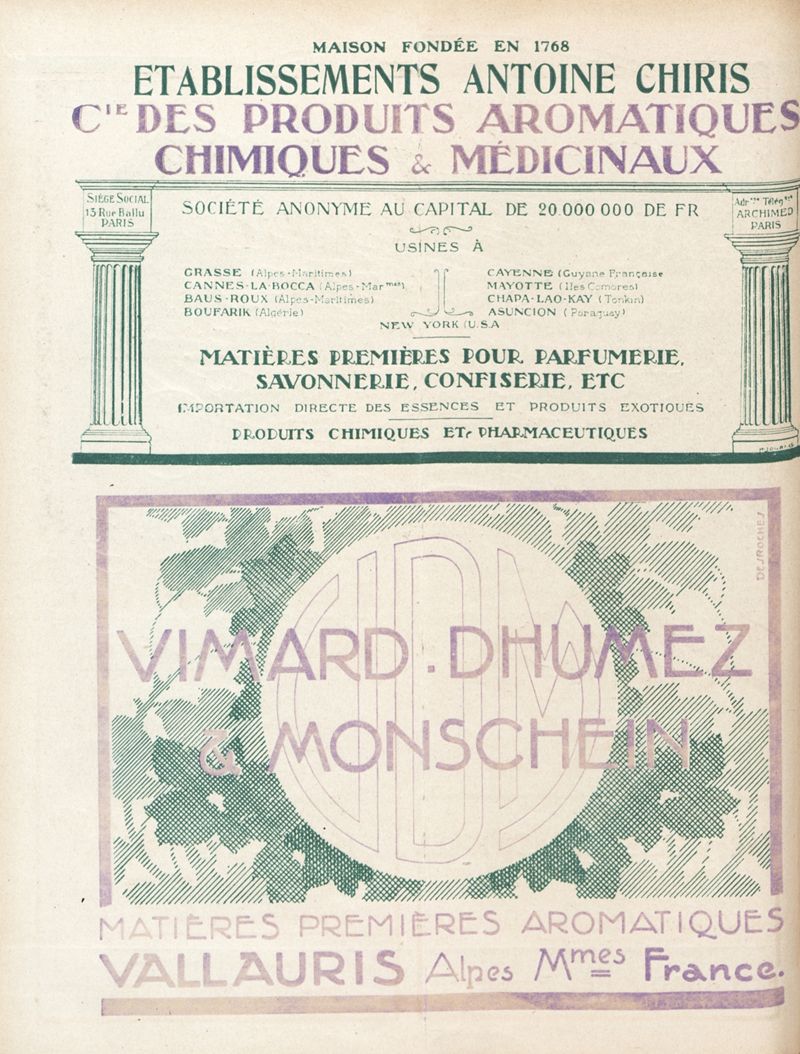 MAISON FONDÉE EN 1768
ETABLISSEMENTS ANTOINE CHIRIS
Cie DES PRODUITS AROMATIQUES
CHIMIQUES & MÉDICINAUX
SIÈGE SOCIAL
13 Rue Ballu
PARIS
Adr sse Télég que
ARCHIMED
PARIS
SOCIÉTÉ ANONYME AU CAPITAL DE 20.000 000 DE FR
USINES À
GRASSE (Alpes-Maritimes)
CANNES-LA-BOCCA (Alpes-Mar mes)
BAUS-ROUX (Alpes-Maritimes)
BOUFARIK (Algérie)
CAYENNE (Guyane Française
MAYOTTE (Iles Comores)
CHAPA-LAO-KAY (Tonkin)
ASUNCION (Paraguay)
NEW YORK (U.S.A
MATIÈRES PREMIÈRES POUR PARFUMERIE,
SAVONNERIE, CONFISERIE, ETC
IMPORTATION DIRECTE DES ESSENCES ET PRODUITS EXOTIQUES
PRODUITS CHIMIQUES ET PHARMACEUTIQUES
DESROCHES
VDM
VIMARD. DHUMEZ
& MONSCHEIN
MATIÈRES PREMIÈRES AROMATIQUES
VALLAURIS Alpes Mmes France.